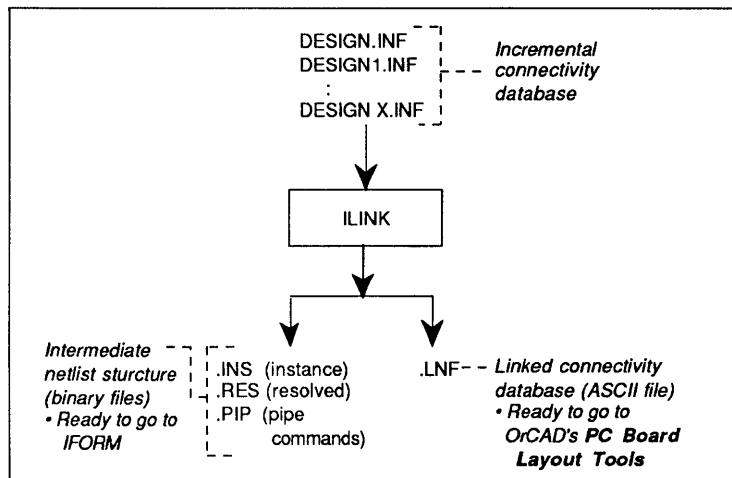 DESIGN.INF
DESIGN1.INF
:
DESIGN X.INF
Incremental
connectivity
database
ILINK
Intermediate
netlist sturcture
(binary files)
• Ready to go to
IFORM
.INS (instance)
.RES (resolved)
.PIP (pipe
commands)
.LNF
Linked connectivity
database (ASCII file)
• Ready to go to
OrCAD's PC Board
Layout Tools